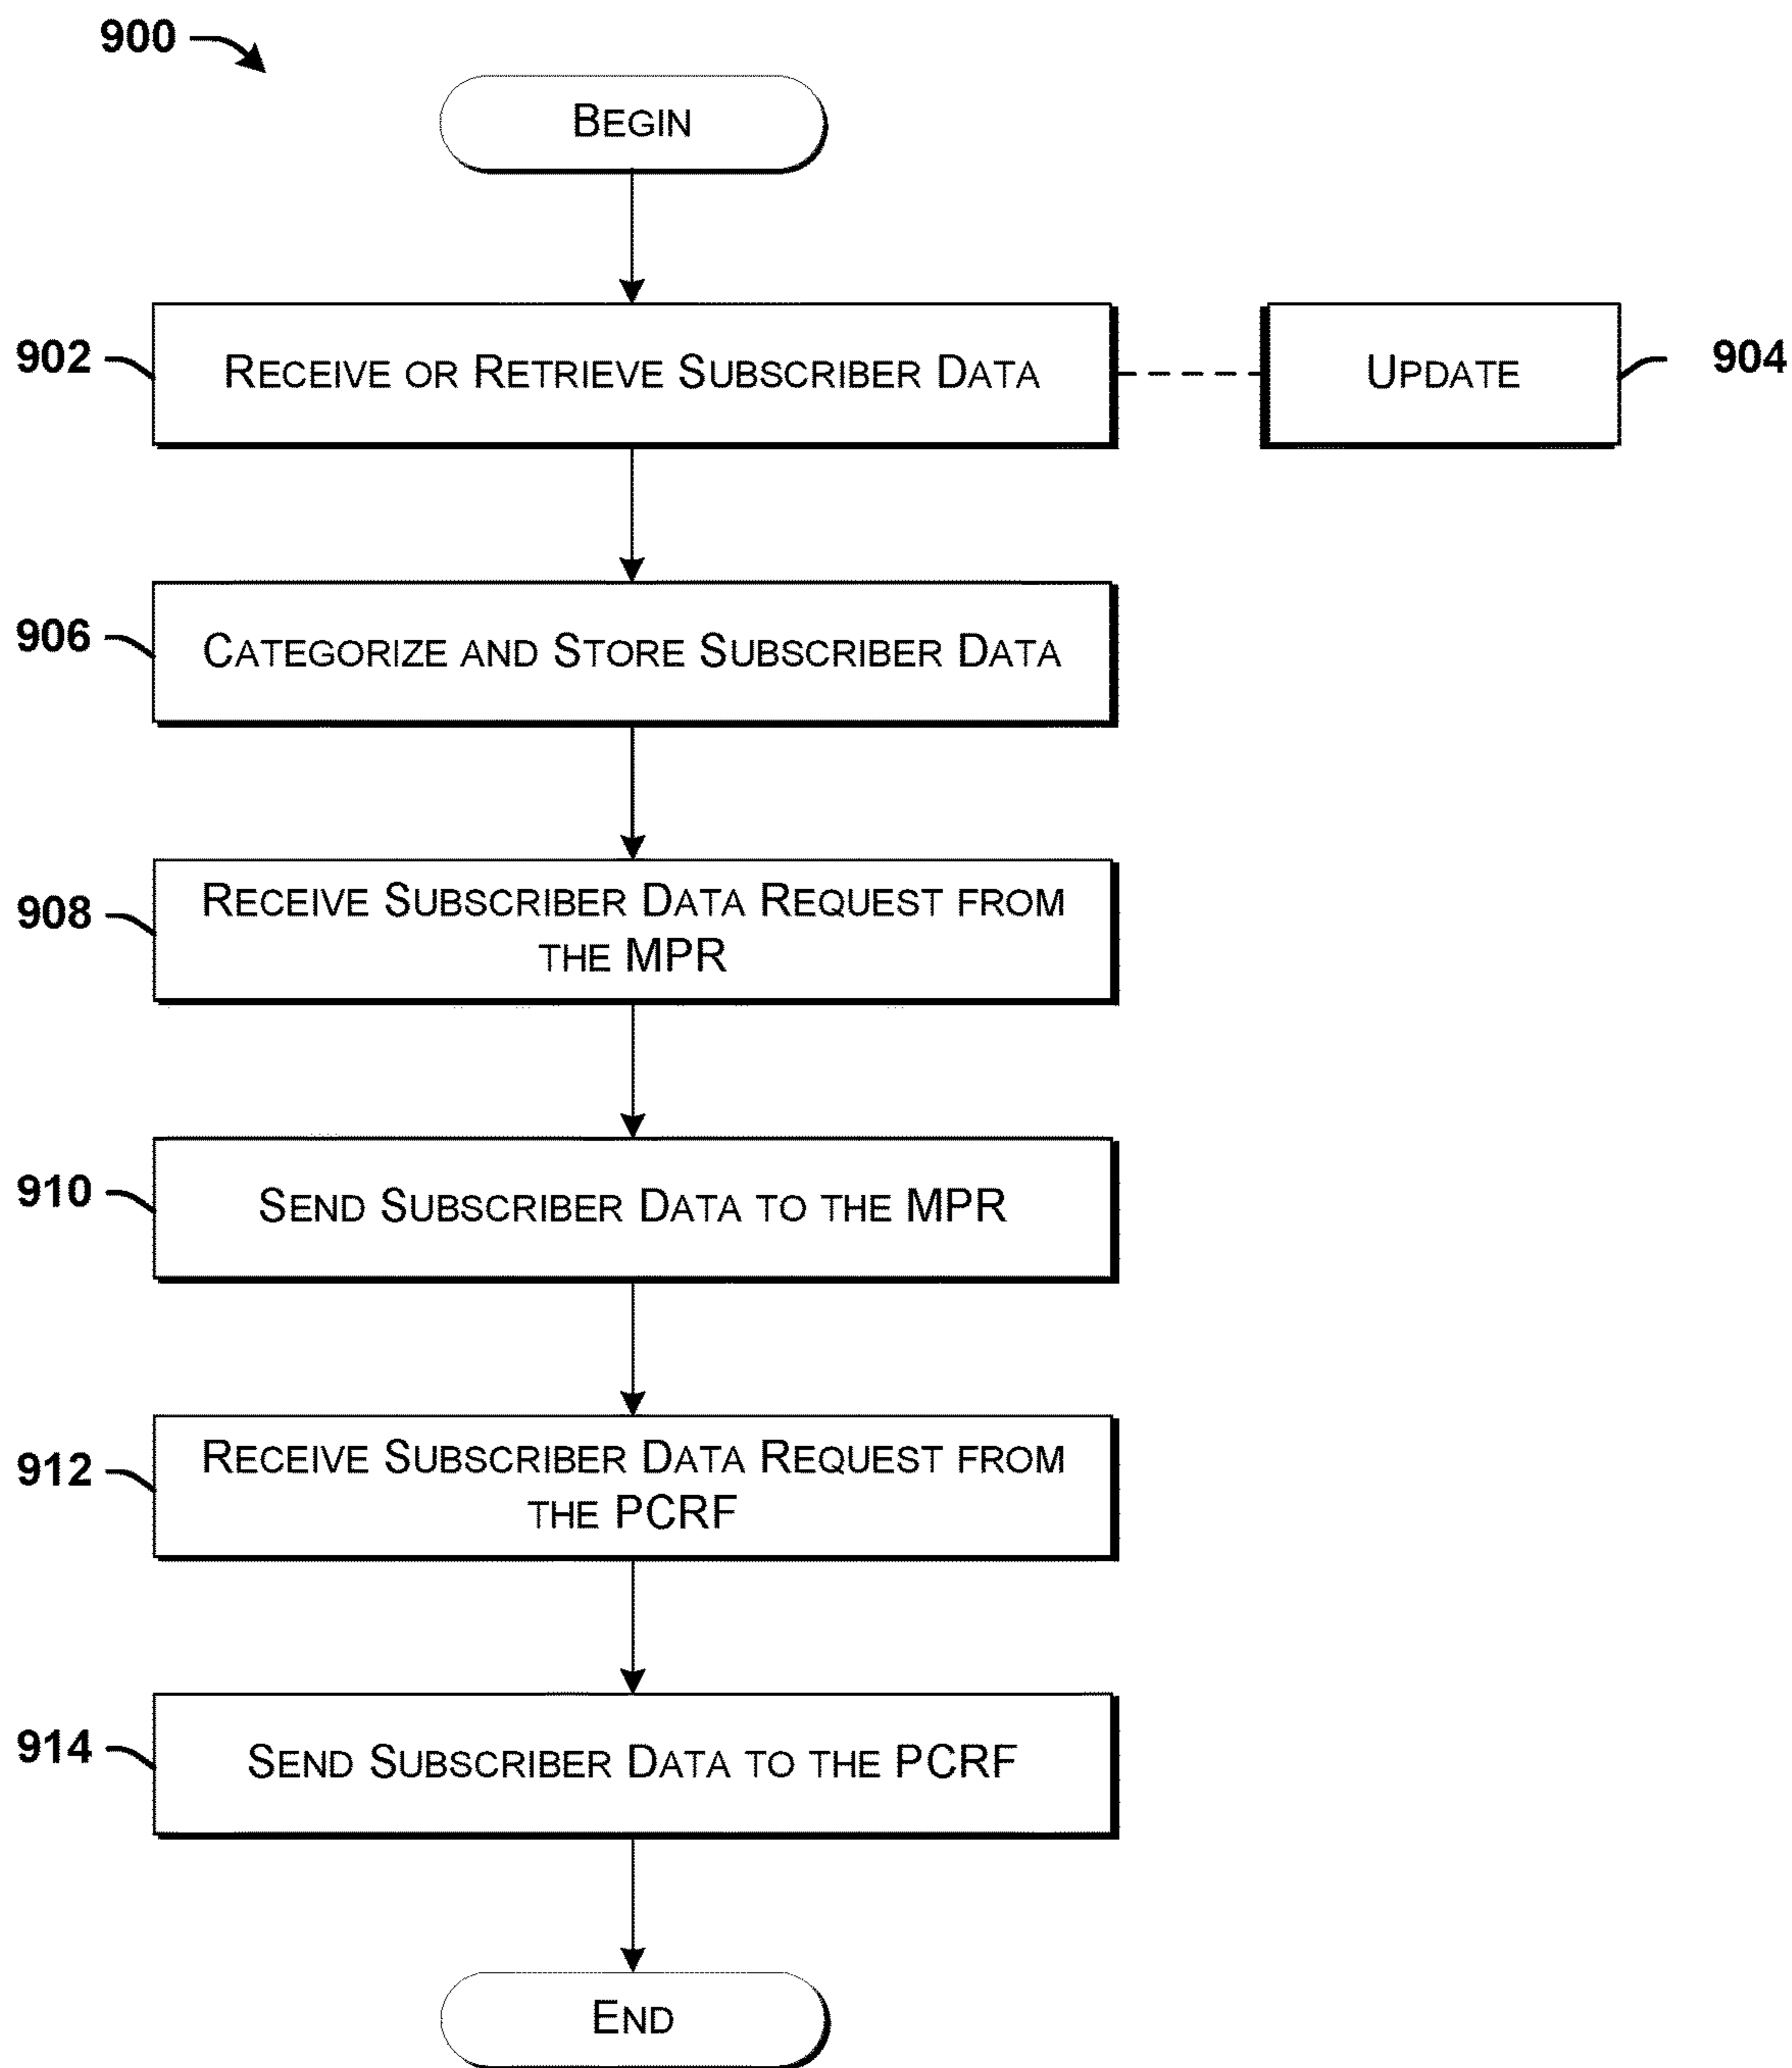 900
BEGIN
902
RECEIVE OR RETRIEVE SUBSCRIBER DATA
UPDATE
904
906
CATEGORIZE AND STORE SUBSCRIBER DATA
908
RECEIVE SUBSCRIBER DATA REQUEST FROM
THE MPR
910
SEND SUBSCRIBER DATA TO THE MPR
912
RECEIVE SUBSCRIBER DATA REQUEST FROM
THE PCRF
914
SEND SUBSCRIBER DATA TO THE PCRF
END